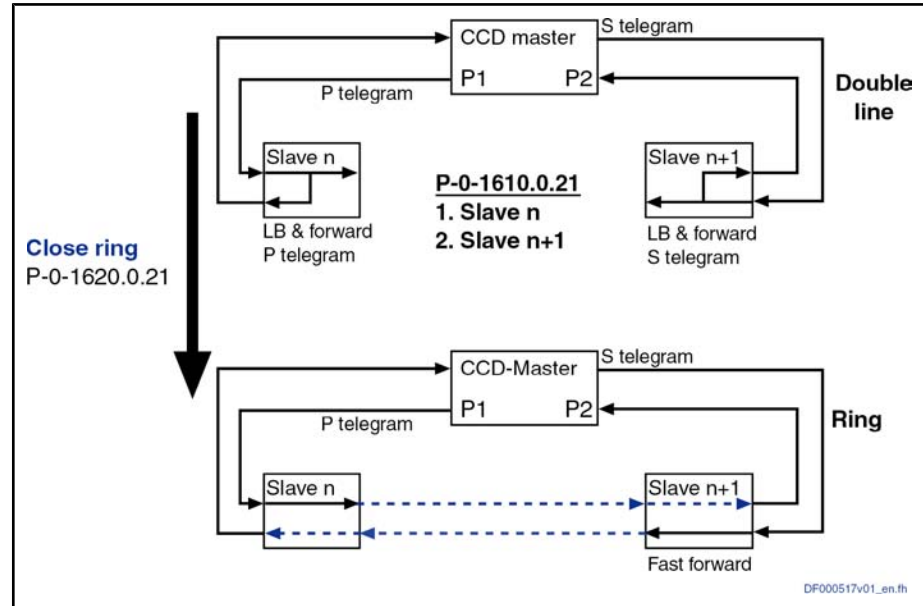 CCD master
S telegram
P1
P2
P telegram
Double
line
Slave n
Slave n+1
P-0-1610.0.21
1. Slave n
2. Slave n+1
LB & forward
P telegram
LB & forward
S telegram
Close ring
P-0-1620.0.21
CCD-Master
S telegram
P1
P2
P telegram
Ring
Slave n
Slave n+1
Fast forward
DF000517v01_en.fh